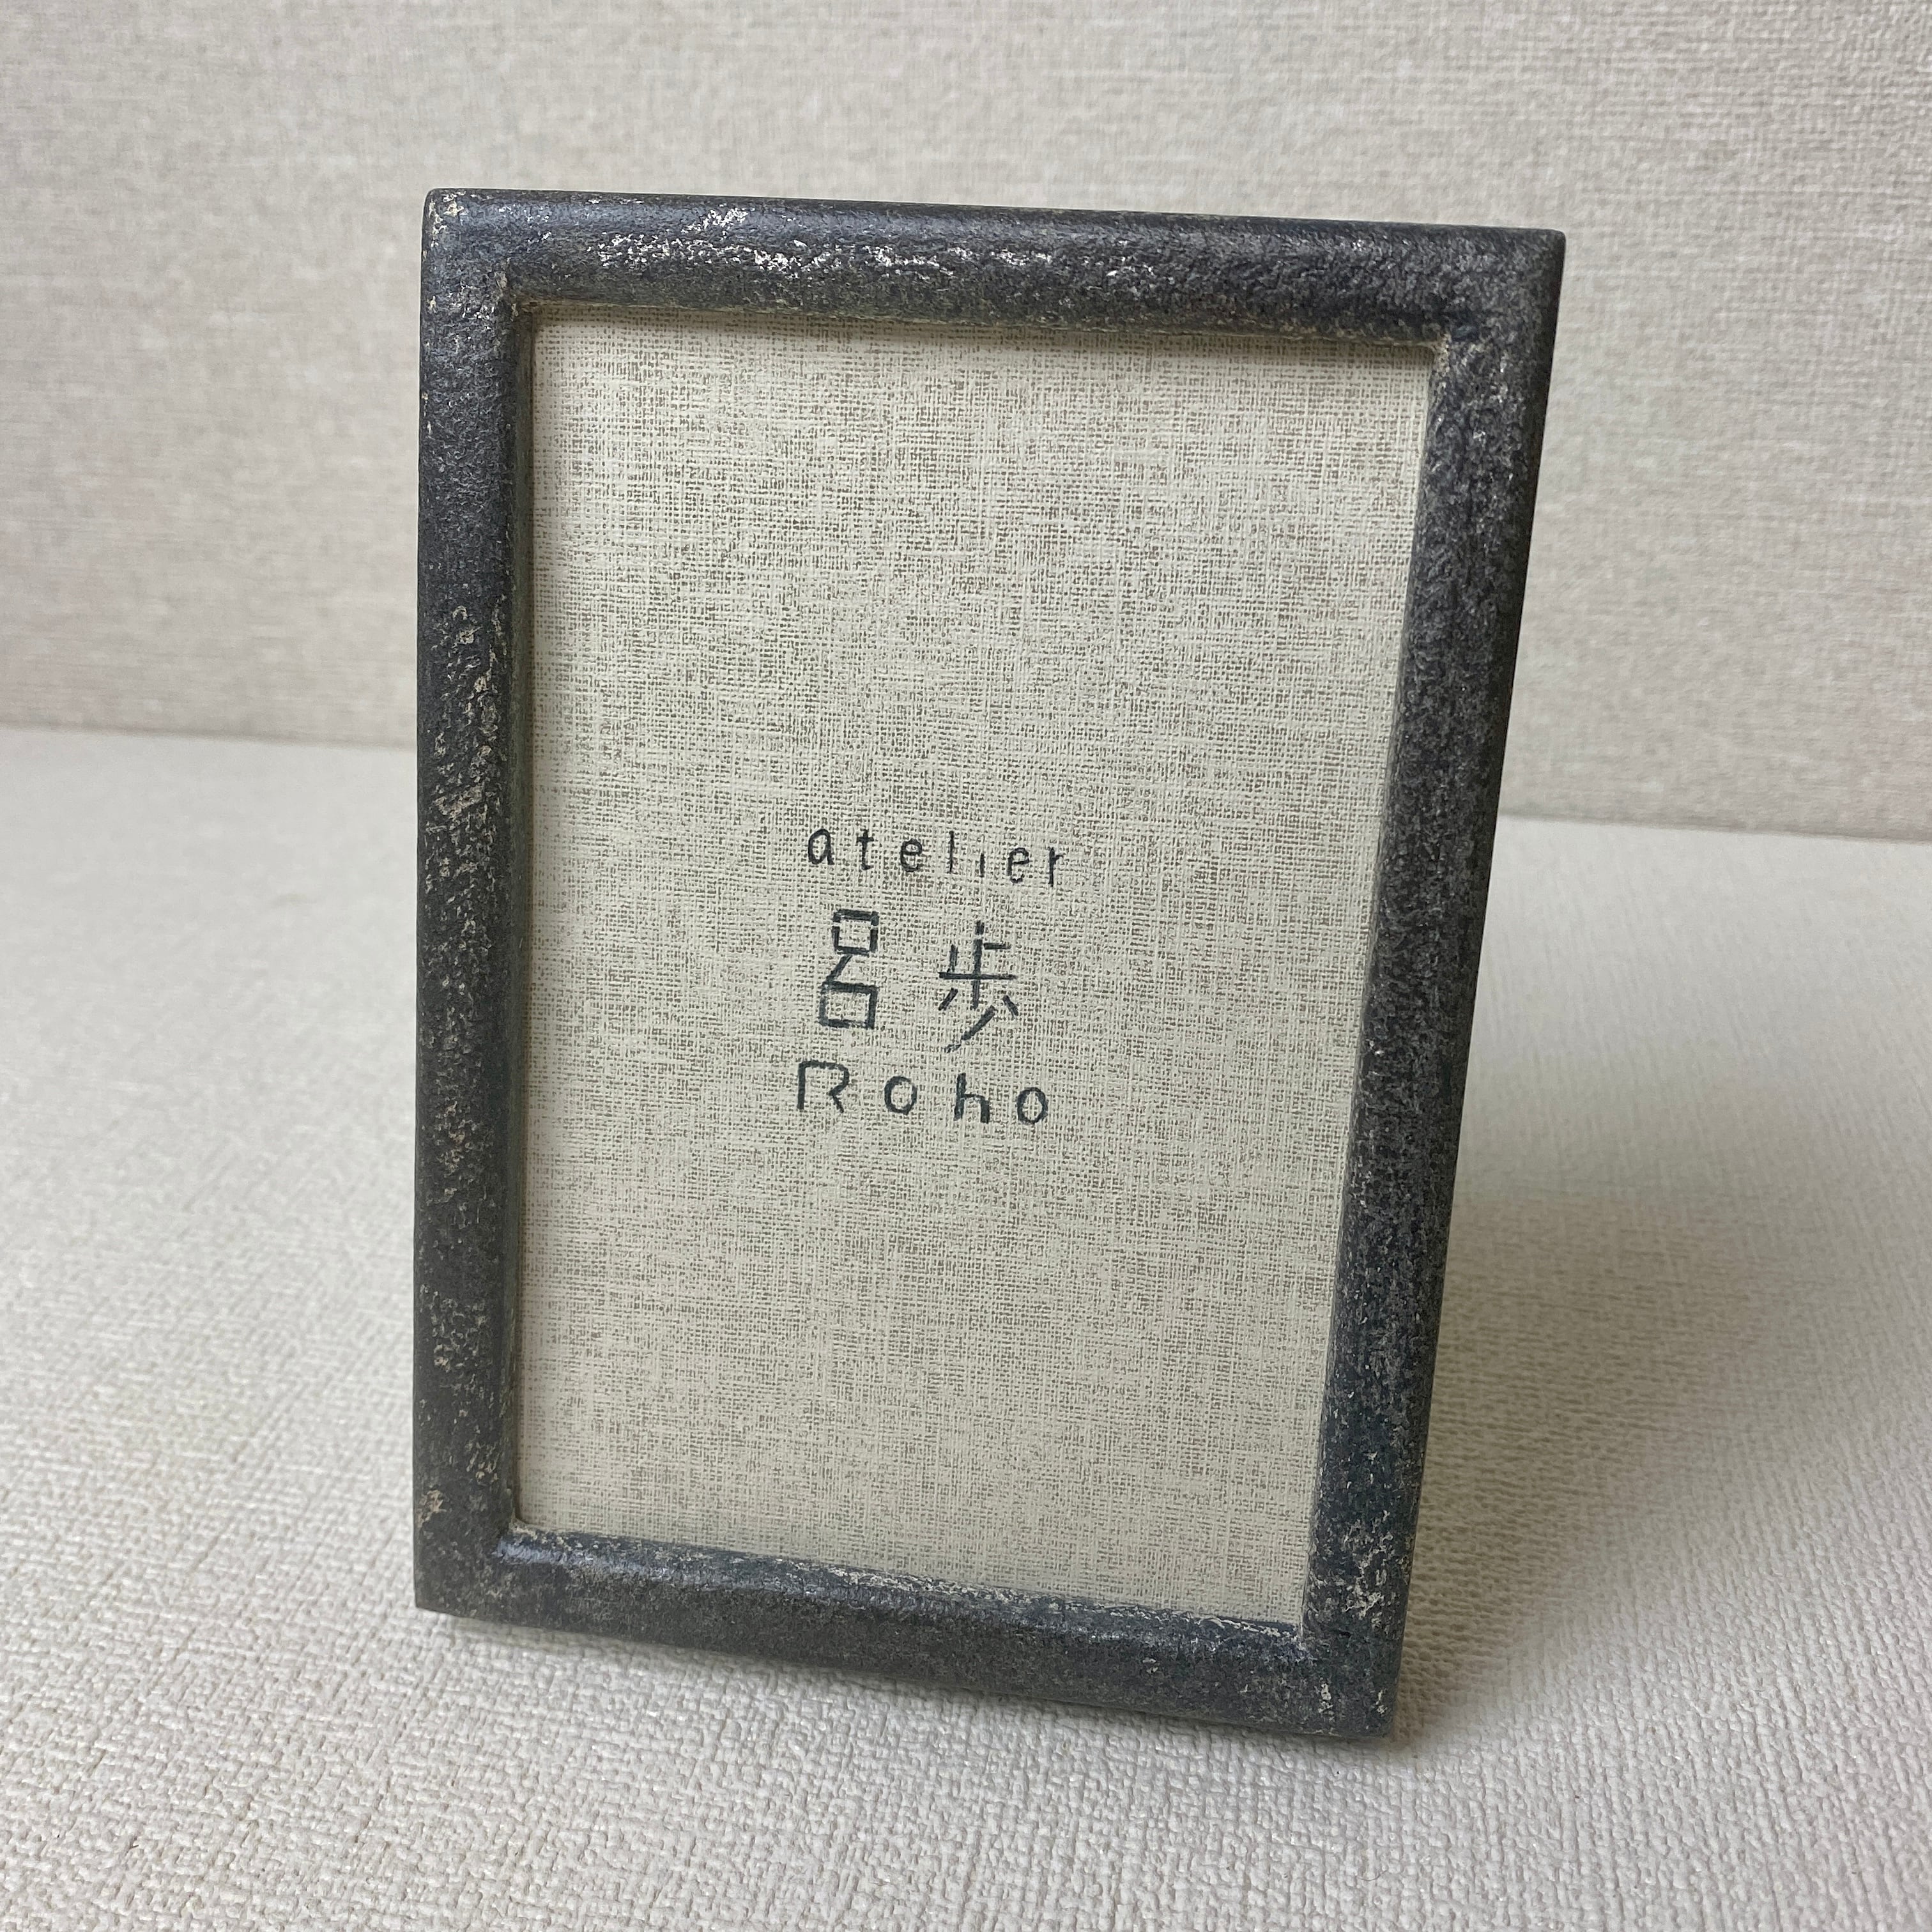 atelier
呂歩
Roho